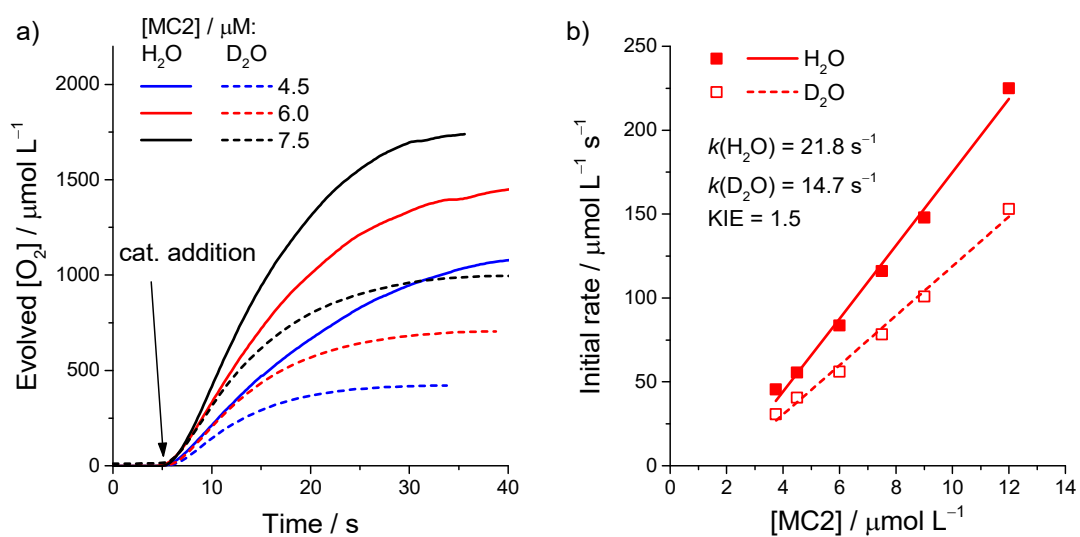 a)
[MC2] / μM:
H₂O D₂O
4.5
6.0
7.5
cat. addition
Evolved [O₂] / μmol L⁻¹
2000
1500
1000
500
0
0 10 20 30 40
Time / s
b)
H₂O
D₂O
k(H₂O) = 21.8 s⁻¹
k(D₂O) = 14.7 s⁻¹
KIE = 1.5
Initial rate / μmol L⁻¹ s⁻¹
250
200
150
100
50
0
0 2 4 6 8 10 12 14
[MC2] / μmol L⁻¹